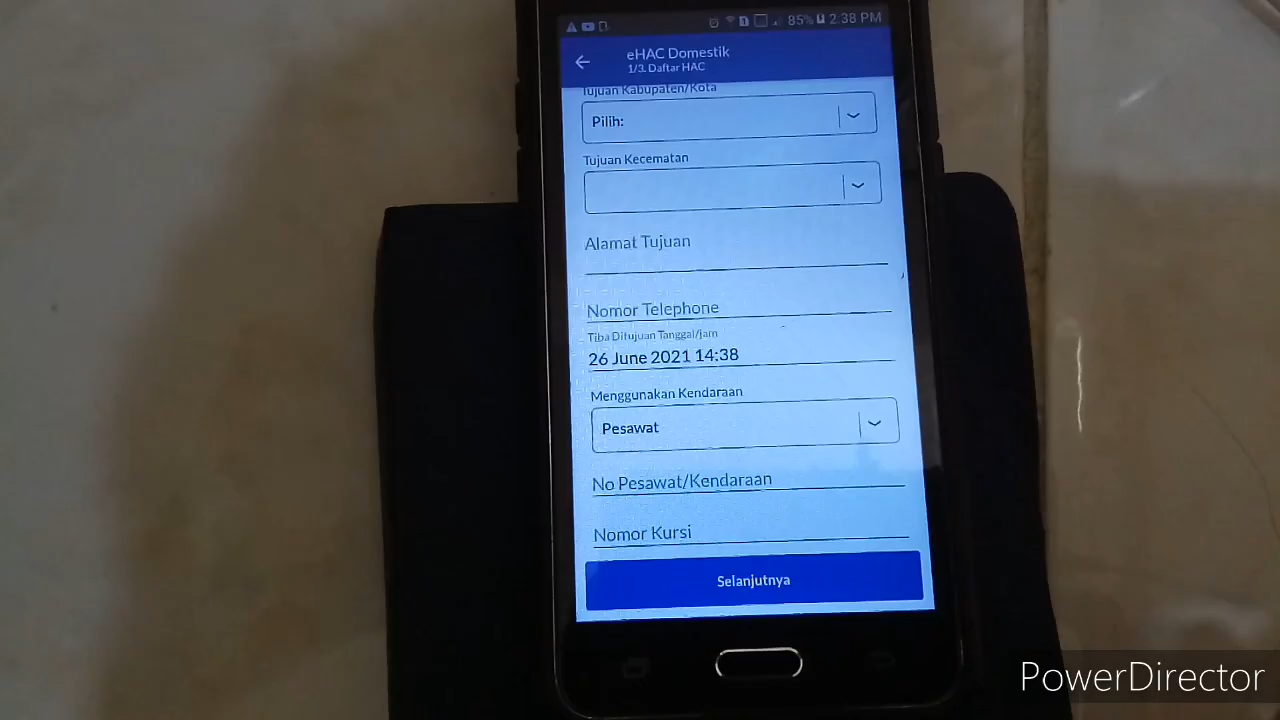 85% 2:38 PM
eHAC Domestik
1/3. Daftar HAC
Tujuan Kabupaten/Kota
Pilih:
Tujuan Kecematan
Alamat Tujuan
Nomor Telephone
Tiba Ditujuan Tanggal/jam
26 June 2021 14:38
Menggunakan Kendaraan
Pesawat
No Pesawat/Kendaraan
Nomor Kursi
Selanjutnya
PowerDirector